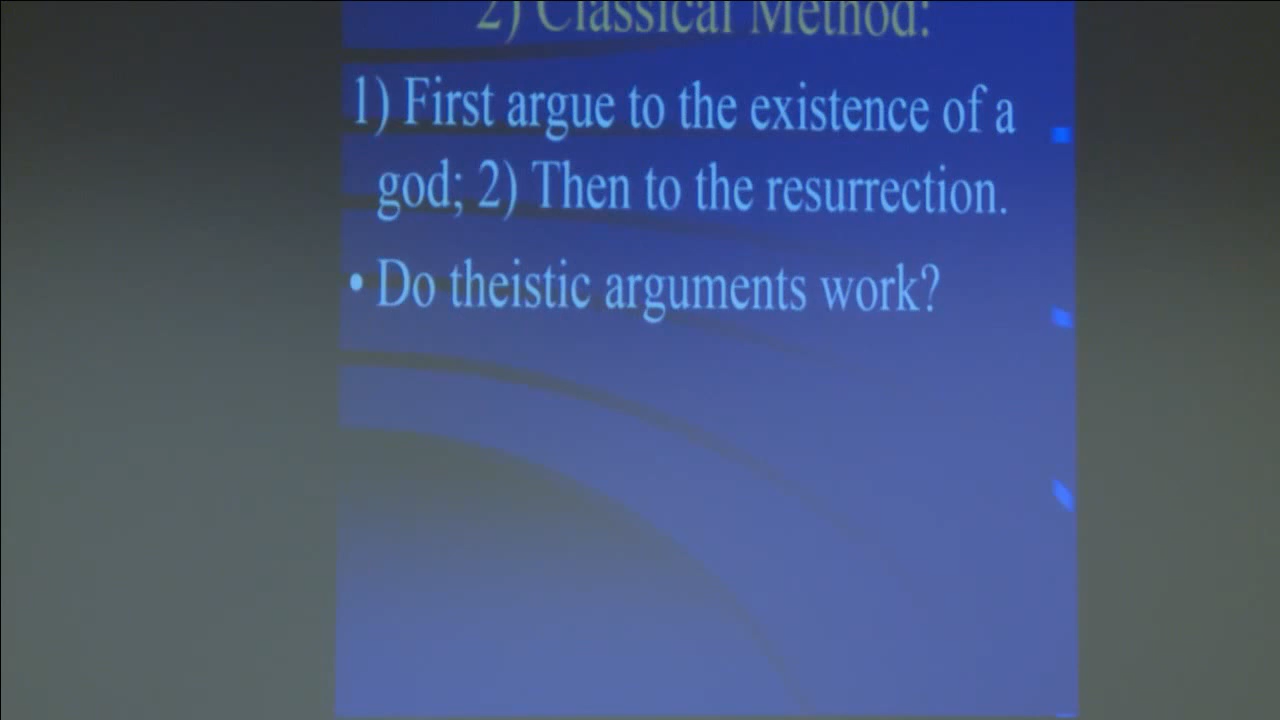 2) Classical Method:
1) First argue to the existence of a
god; 2) Then to the resurrection.
• Do theistic arguments work?